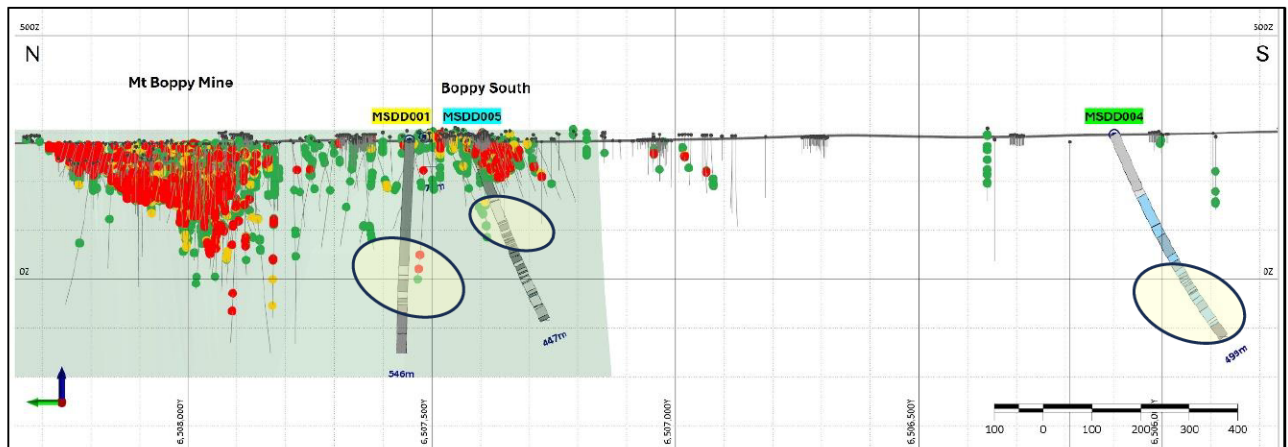 500Z
500Z
N
S
Mt Boppy Mine
Boppy South
MSDD001
MSDD005
MSDD004
0Z
0Z
447m
546m
499m
6,508,000Y
6,507,500Y
6,507,000Y
6,506,500Y
100 0 100 200 300 400